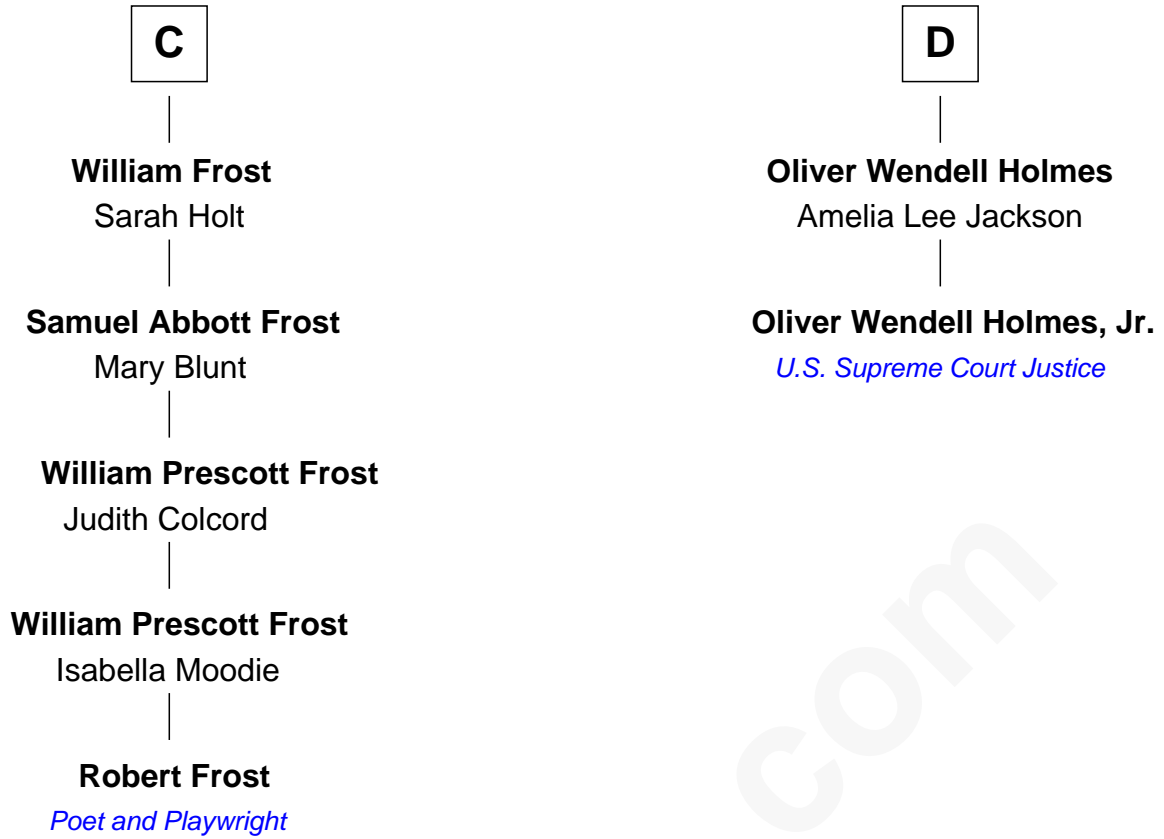 C
William Frost
Sarah Holt
Samuel Abbott Frost
Mary Blunt
William Prescott Frost
Judith Colcord
William Prescott Frost
Isabella Moodie
Robert Frost
Poet and Playwright
D
Oliver Wendell Holmes
Amelia Lee Jackson
Oliver Wendell Holmes, Jr.
U.S. Supreme Court Justice
com